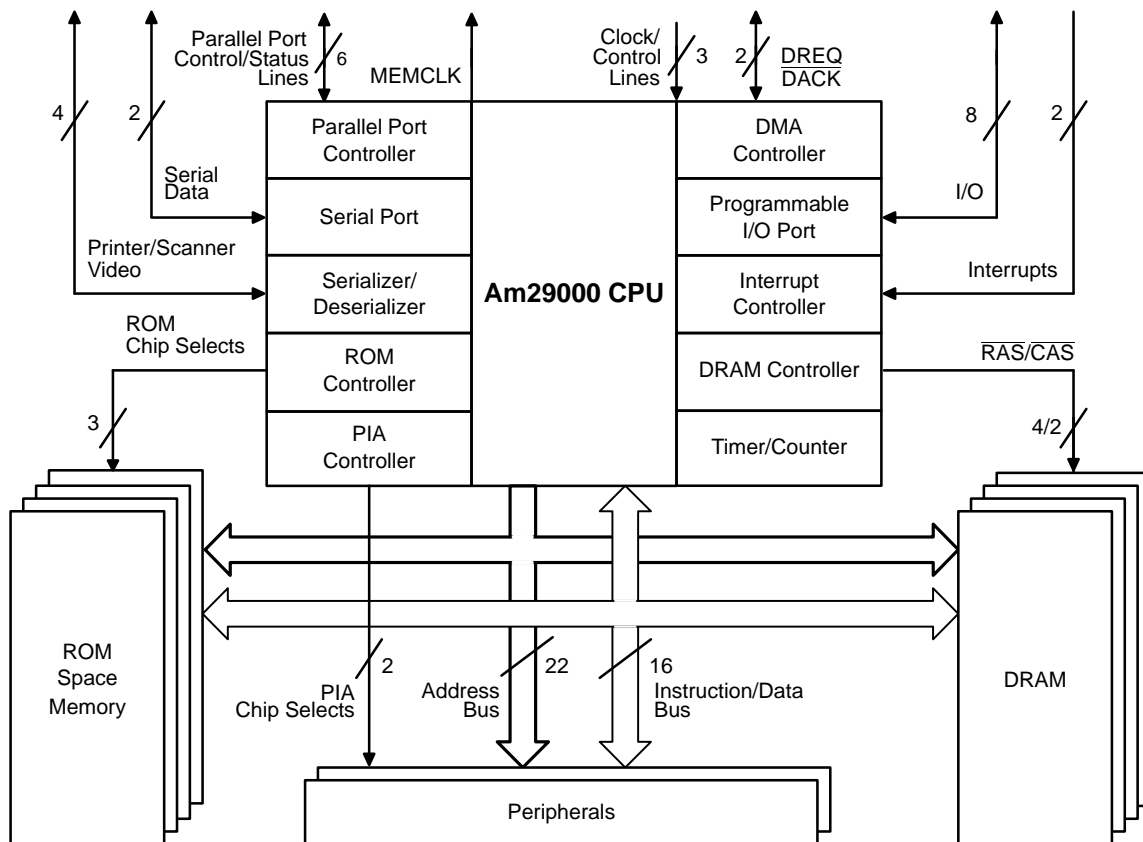 Parallel Port
Control/Status
Lines
6
MEMCLK
Clock/
Control
Lines
3
2
DREQ
DACK
4
2
8
2
Serial
Data
Printer/Scanner
Video
I/O
Interrupts
Parallel Port
Controller
Serial Port
Serializer/
Deserializer
ROM
Controller
PIA
Controller
Am29000 CPU
DMA
Controller
Programmable
I/O Port
Interrupt
Controller
DRAM Controller
Timer/Counter
ROM
Chip Selects
3
RAS/CAS
4/2
ROM
Space
Memory
2
PIA
Chip Selects
22
Address
Bus
16
Instruction/Data
Bus
DRAM
Peripherals